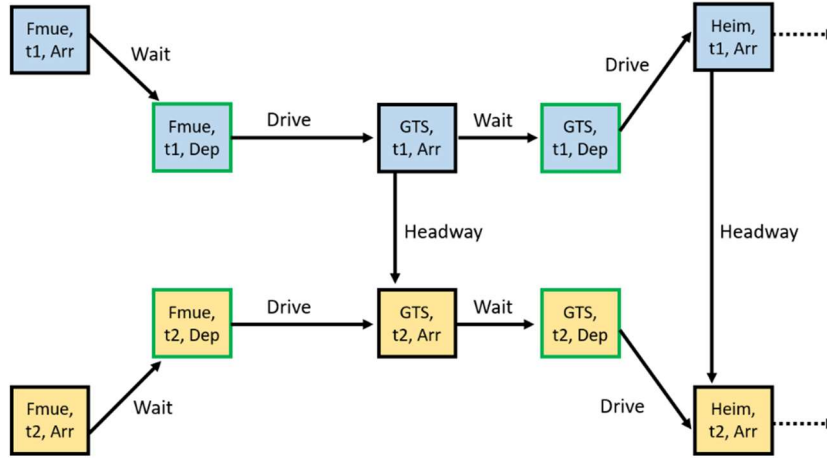 Fmue,
t1, Arr
Wait
Fmue,
t1, Dep
Drive
GTS,
t1, Arr
Wait
GTS,
t1, Dep
Drive
Heim,
t1, Arr
Headway
Headway
Fmue,
t2, Arr
Wait
Fmue,
t2, Dep
Drive
GTS,
t2, Arr
Wait
GTS,
t2, Dep
Drive
Heim,
t2, Arr